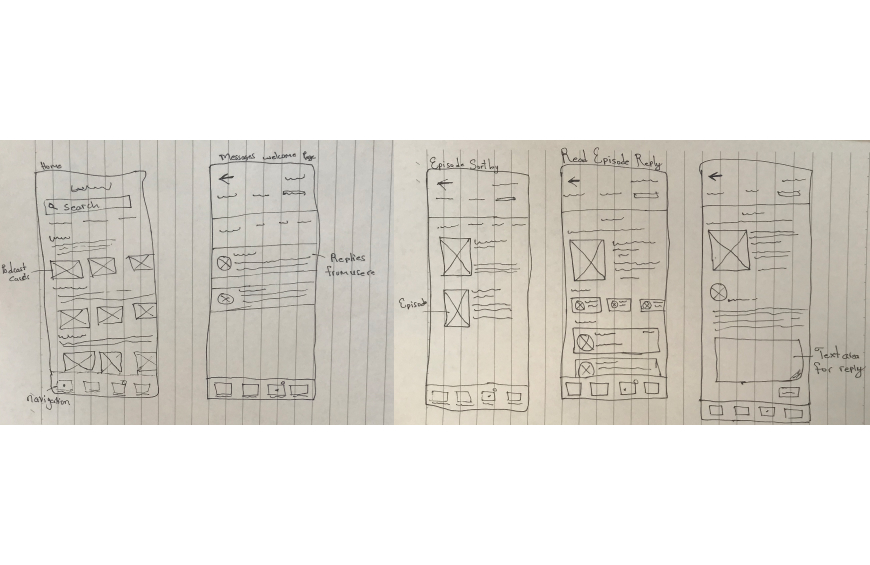 Home
search
Podcast
cards
navigation
Messages welcome Page
Replies
from users
Episode Sort by
Episode
Read Episode Reply
Text area
for reply